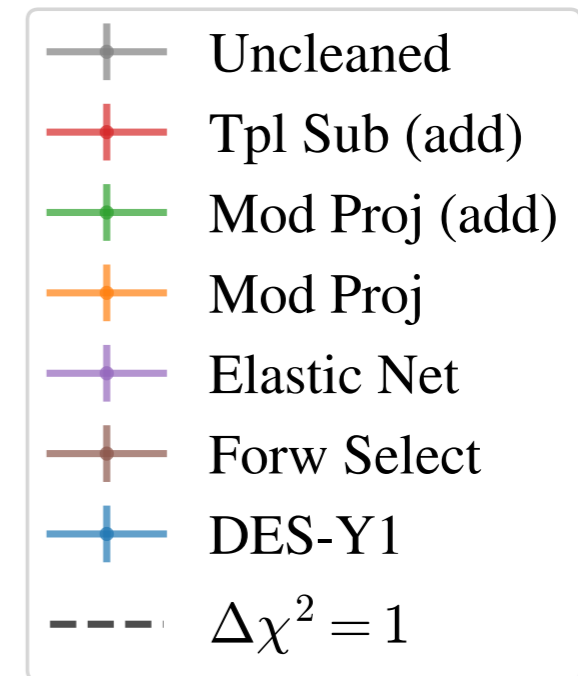 Uncleaned
Tpl Sub (add)
Mod Proj (add)
Mod Proj
Elastic Net
Forw Select
DES-Y1
Δχ² = 1